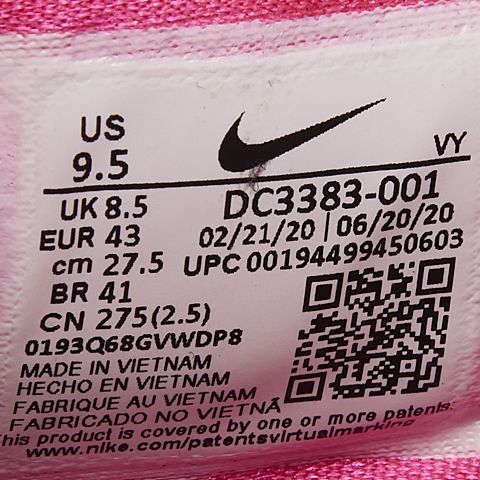 US
9.5
VY
UK 8.5
EUR 43
cm 27.5
BR 41
CN 275(2.5)
DC3383-001
02/21/20 | 06/20/20
UPC 00194499450603
0193Q68GVWDP8
MADE IN VIETNAM
HECHO EN VIETNAM
FABRIQUE AU VIETNAM
FABRICADO NO VIETNÃ
This product is covered by one or more patents:
www.nike.com/patentsvirtualmarking